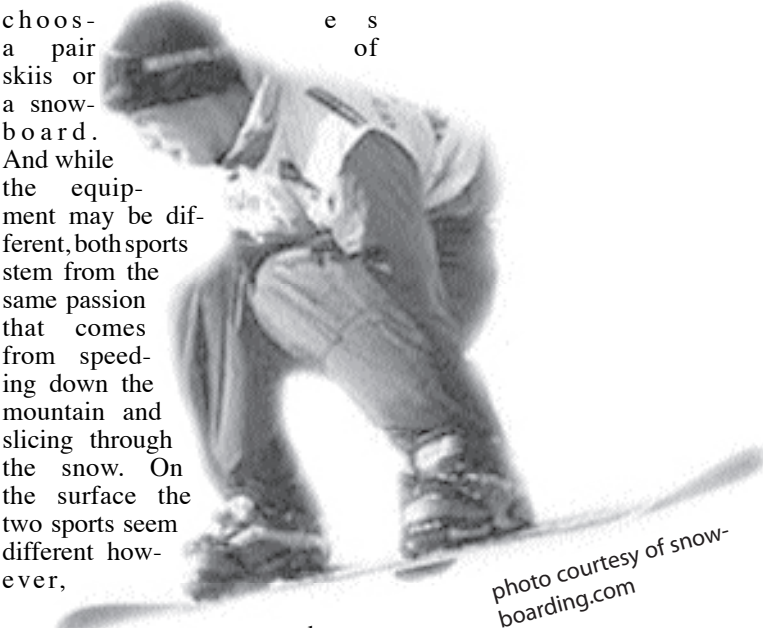 choos- e s
a pair of
skiis or
a snow-
board.
And while
the equip-
ment may be dif-
ferent, both sports
stem from the
same passion
that comes
from speed-
ing down the
mountain and
slicing through
the snow. On
the surface the
two sports seem
different how-
ever,
photo courtesy of snow-
boarding.com